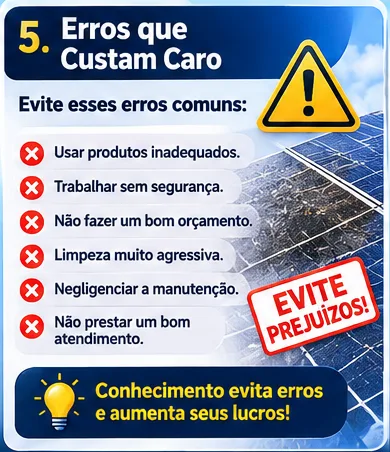 5. Erros que
Custam Caro
Evite esses erros comuns:
Usar produtos inadequados.
Trabalhar sem segurança.
Não fazer um bom orçamento.
Limpeza muito agressiva.
Negligenciar a manutenção.
Não prestar um bom
atendimento.
EVITE
PREJUÍZOS!
Conhecimento evita erros
e aumenta seus lucros!